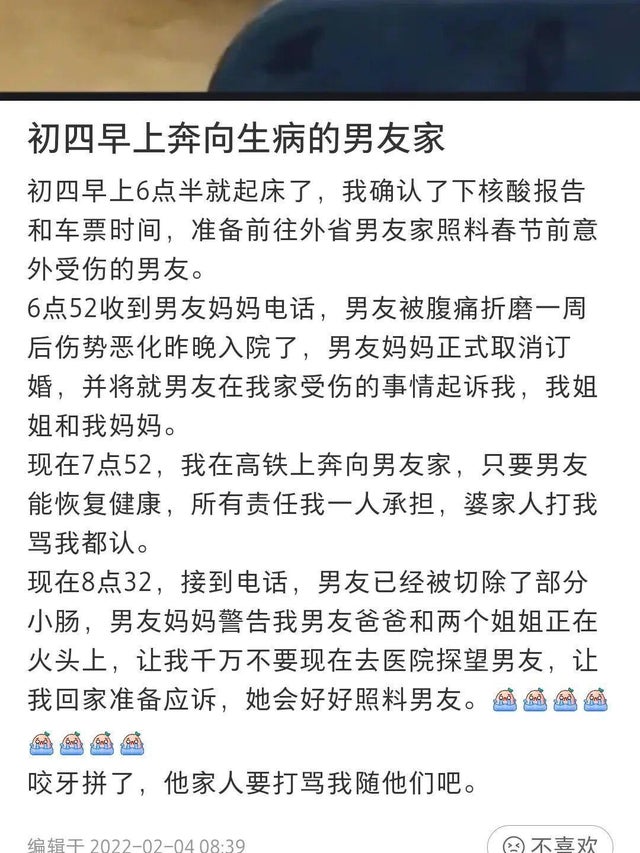 初四早上奔向生病的男友家
初四早上6点半就起床了，我确认了下核酸报告
和车票时间，准备前往外省男友家照料春节前意
外受伤的男友。
6点52收到男友妈妈电话，男友被腹痛折磨一周
后伤势恶化昨晚入院了，男友妈妈正式取消订
婚，并将就男友在我家受伤的事情起诉我，我姐
姐和我妈妈。
现在7点52，我在高铁上奔向男友家，只要男友
能恢复健康，所有责任我一人承担，婆家人打我
骂我都认。
现在8点32，接到电话，男友已经被切除了部分
小肠，男友妈妈警告我男友爸爸和两个姐姐正在
火头上，让我千万不要现在去医院探望男友，让
我回家准备应诉，她会好好照料男友。
咬牙拼了，他家人要打骂我随他们吧。
编辑于 2022-02-04 08:39
不喜欢